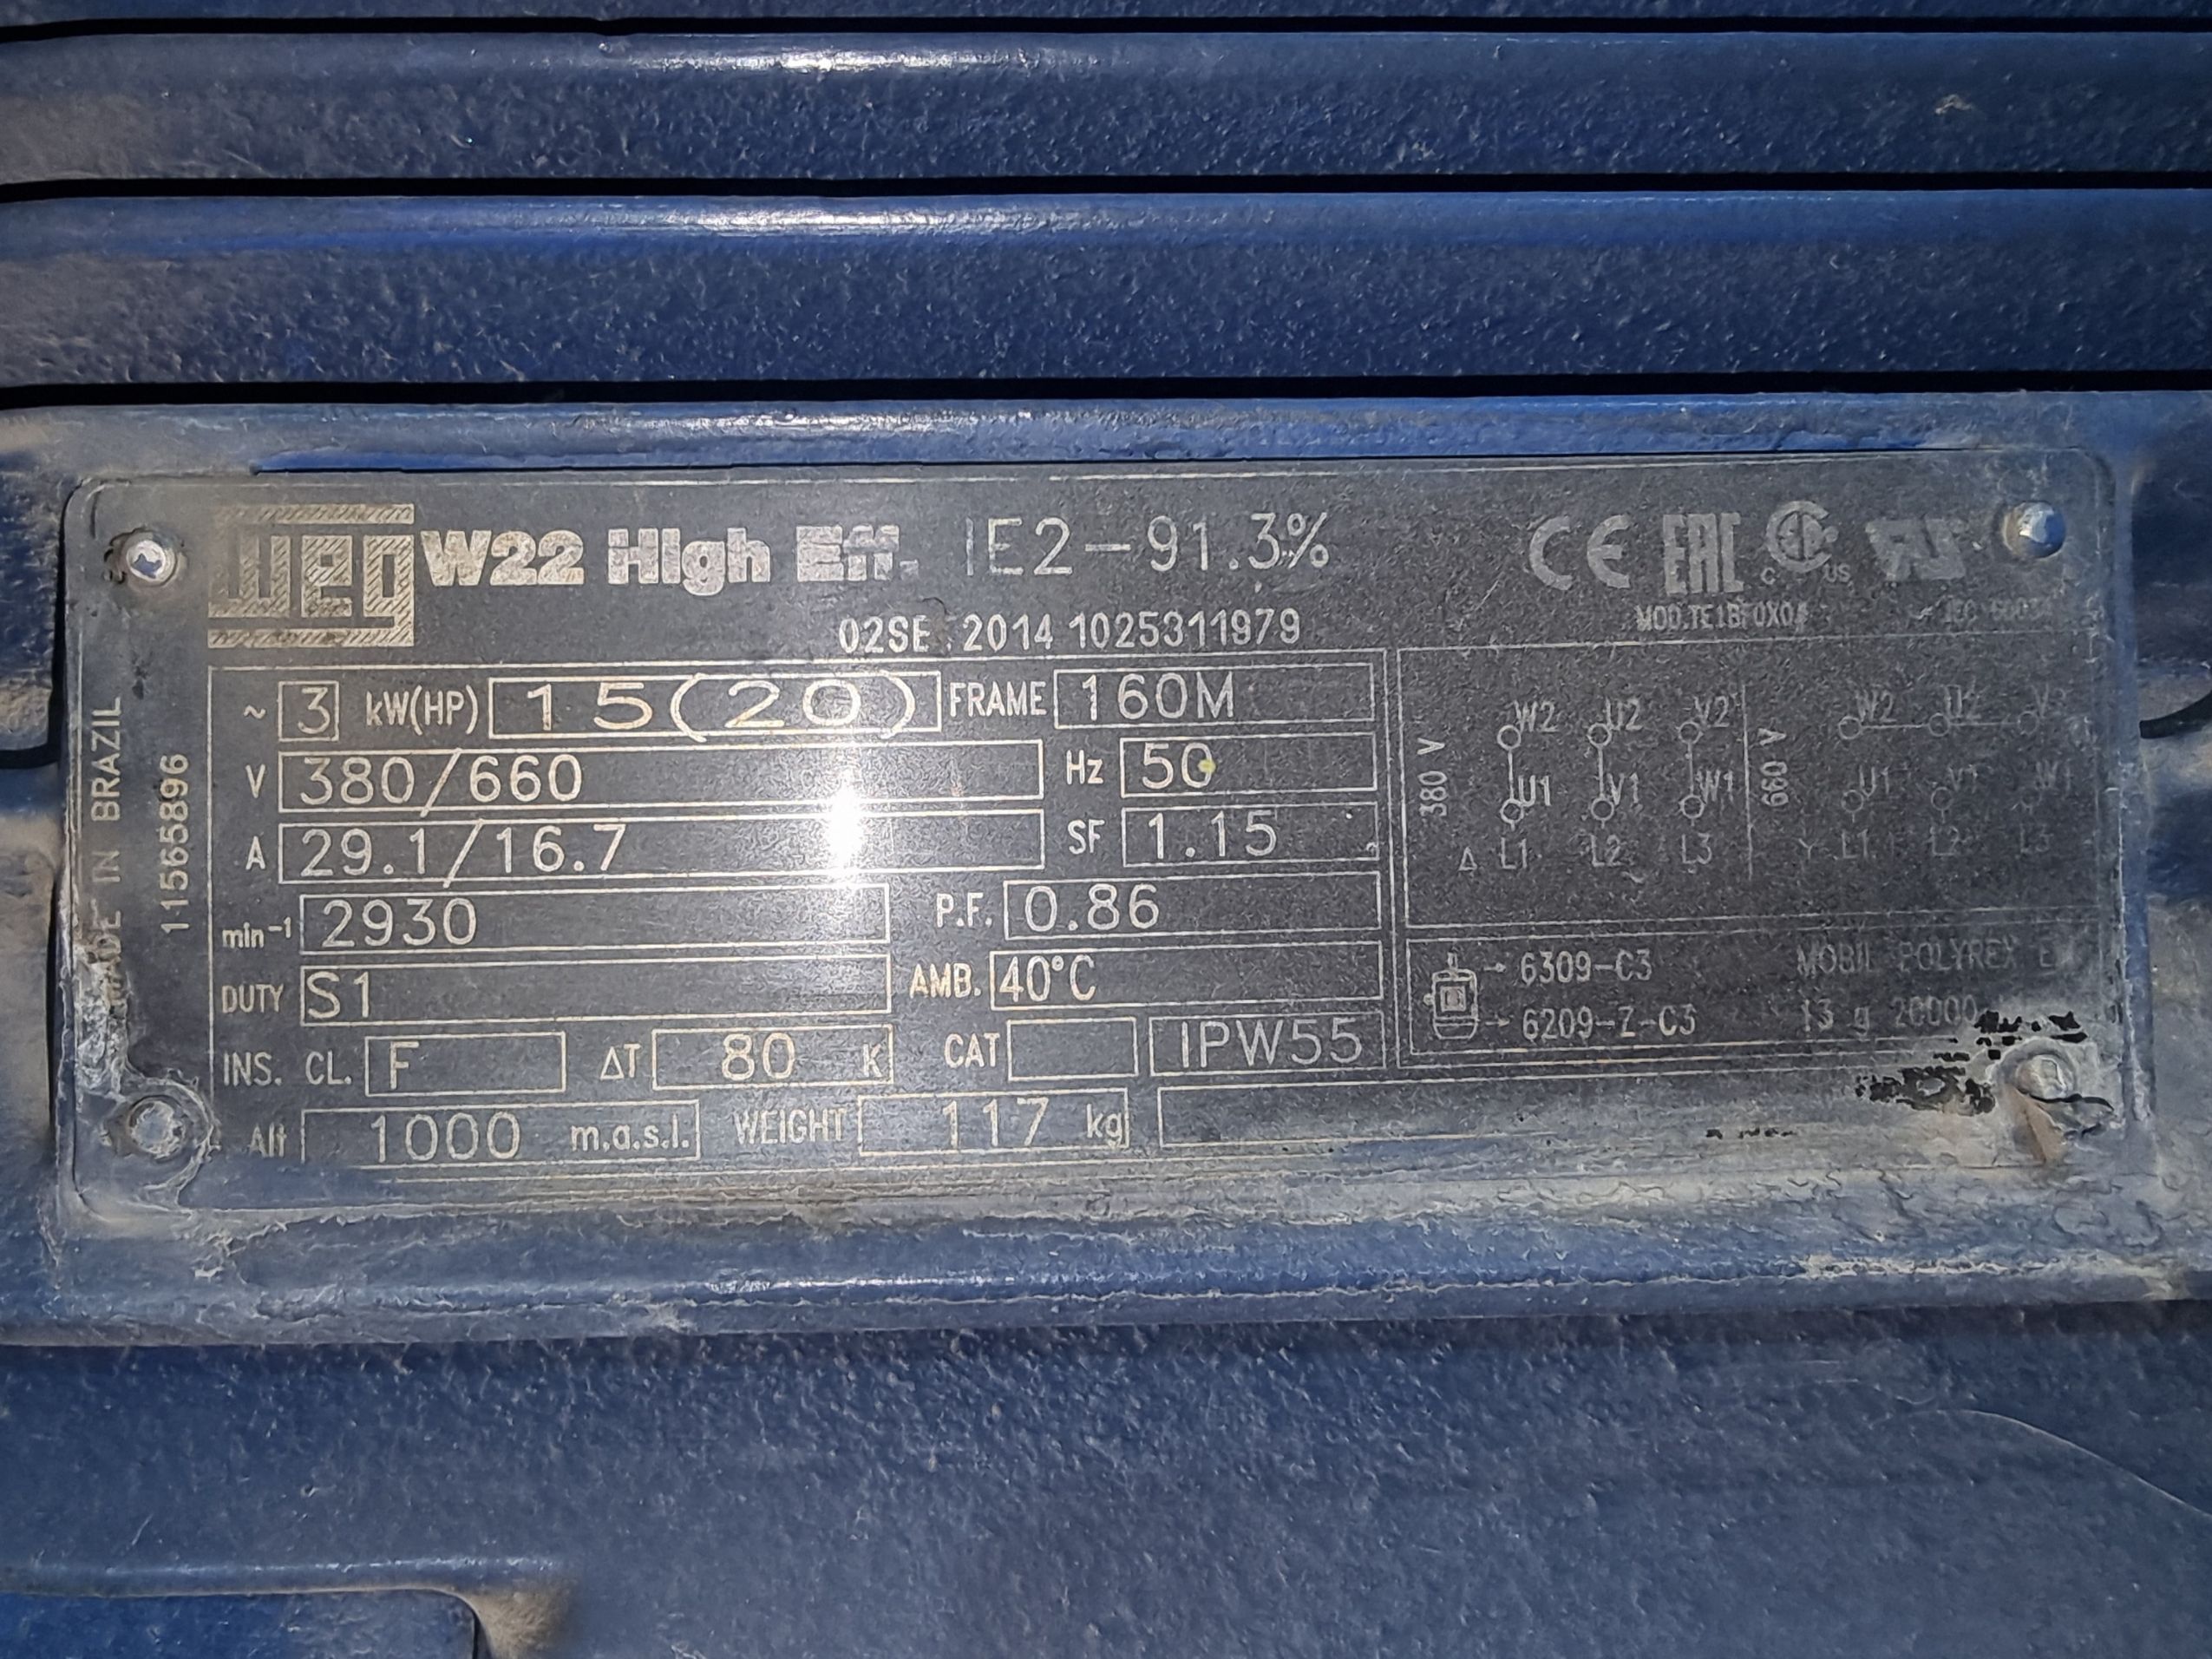 weg W22 High Eff. IE2-91.3%
CE EAC C US
02SE 2014 1025311979
MADE IN BRAZIL
11565896
~ 3 kW(HP) 15(20) FRAME 160M
V 380/660 Hz 50
A 29.1/16.7 SF 1.15
min-1 2930 P.F. 0.86
DUTY S1 AMB. 40°C
INS. CL. F ΔT 80 K CAT IPW55
Alt 1000 m.a.s.l. WEIGHT 117 kg
380 V
W2 U2 V2
U1 V1 W1
Δ L1 L2 L3
660 V
W2 U2 V2
U1 V1 W1
Y L1 L2 L3
6309-C3 MOBIL POLYREX
6209-Z-C3 13 g 20000